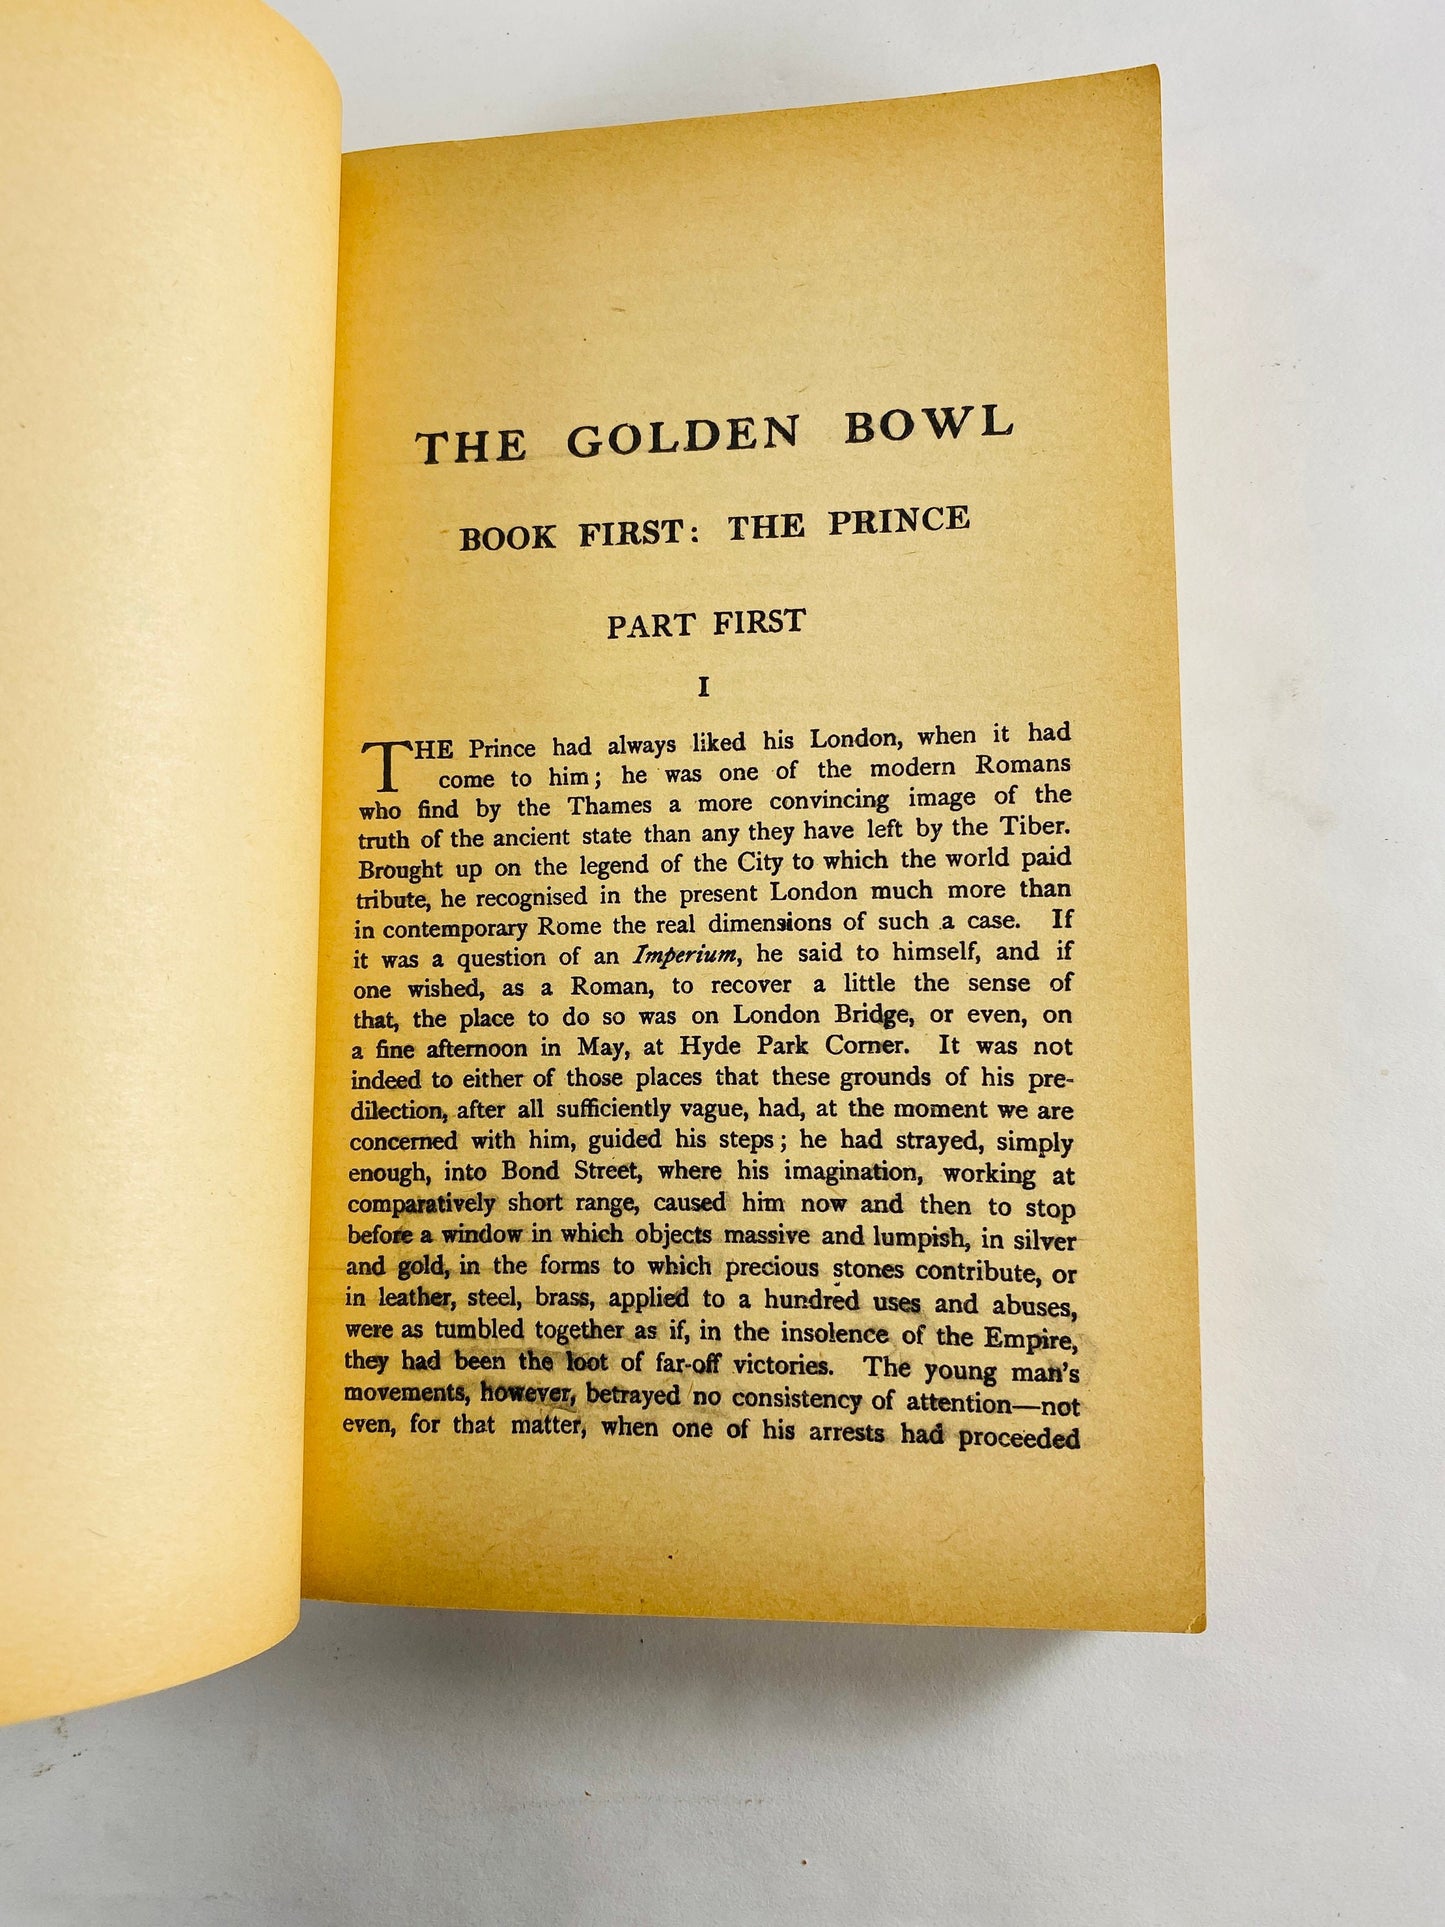 THE GOLDEN BOWL
BOOK FIRST: THE PRINCE
PART FIRST
I
THE Prince had always liked his London, when it had
come to him; he was one of the modern Romans
who find by the Thames a more convincing image of the
truth of the ancient state than any they have left by the Tiber.
Brought up on the legend of the City to which the world paid
tribute, he recognised in the present London much more than
in contemporary Rome the real dimensions of such a case. If
it was a question of an Imperium, he said to himself, and if
one wished, as a Roman, to recover a little the sense of
that, the place to do so was on London Bridge, or even, on
a fine afternoon in May, at Hyde Park Corner. It was not
indeed to either of those places that these grounds of his pre-
dilection, after all sufficiently vague, had, at the moment we are
concerned with him, guided his steps; he had strayed, simply
enough, into Bond Street, where his imagination, working at
comparatively short range, caused him now and then to stop
before a window in which objects massive and lumpish, in silver
and gold, in the forms to which precious stones contribute, or
in leather, steel, brass, applied to a hundred uses and abuses,
were as tumbled together as if, in the insolence of the Empire,
they had been the loot of far-off victories. The young man's
movements, however, betrayed no consistency of attention—not
even, for that matter, when one of his arrests had proceeded